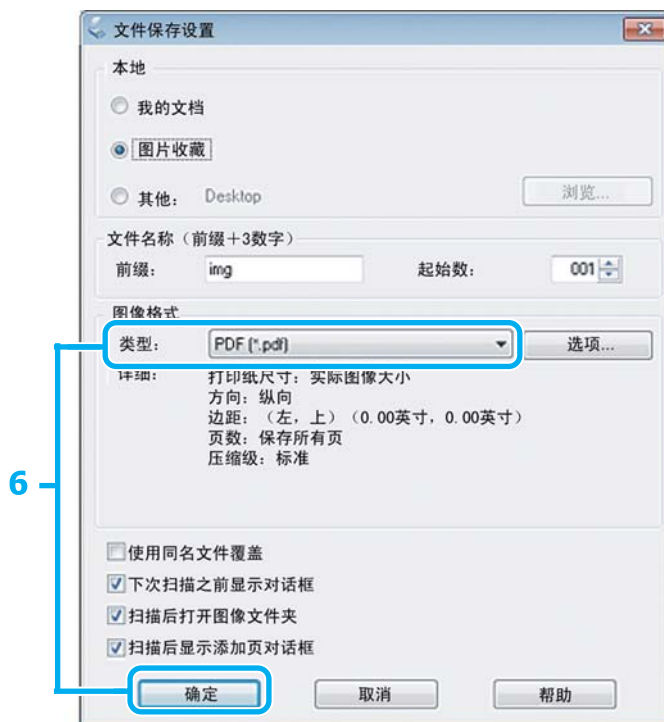 文件保存设置
本地
我的文档
图片收藏
其他： Desktop 浏览...
文件名称（前缀＋3数字）
前缀： img 起始数： 001
图像格式
类型： PDF (*.pdf) 选项...
详细： 打印纸尺寸：实际图像大小
方向：纵向
边距：（左，上）（0.00英寸，0.00英寸）
页数：保存所有页
压缩级：标准
6
使用同名文件覆盖
下次扫描之前显示对话框
扫描后打开图像文件夹
扫描后显示添加页对话框
确定 取消 帮助